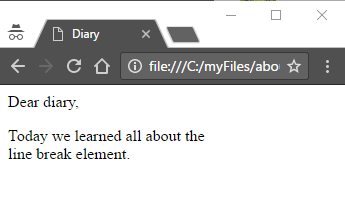 Diary
file:///C:/myFiles/abo
Dear diary,
Today we learned all about the
line break element.